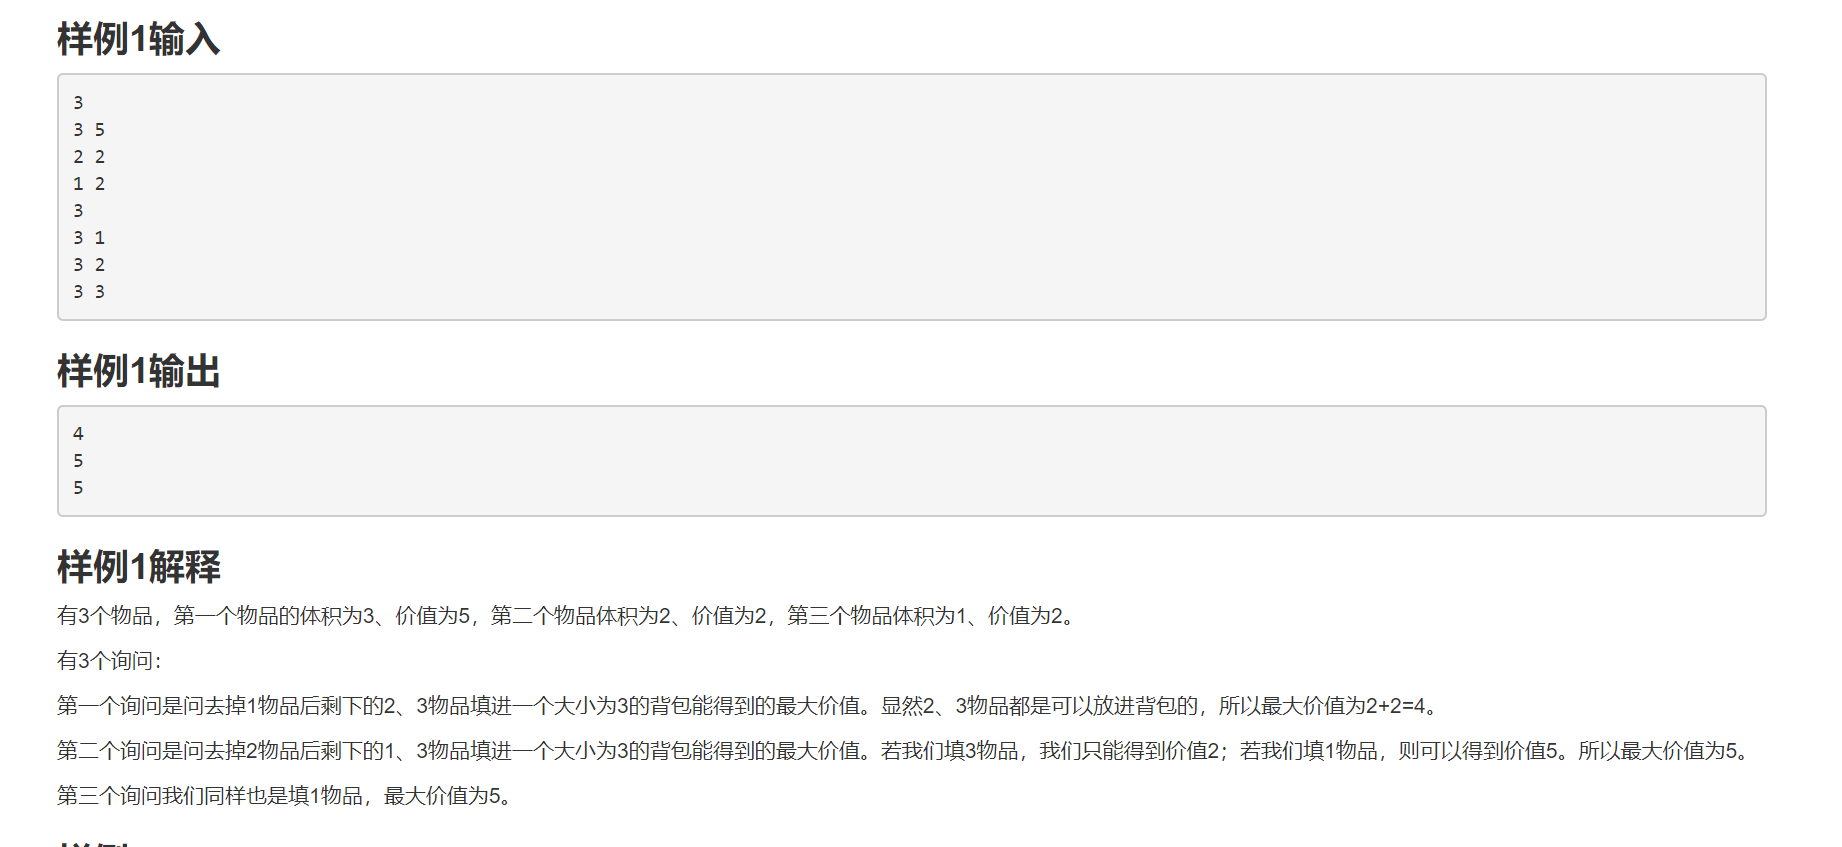 样例1输入
3
3 5
2 2
1 2
3
3 1
3 2
3 3
样例1输出
4
5
5
样例1解释
有3个物品，第一个物品的体积为3、价值为5，第二个物品体积为2、价值为2，第三个物品体积为1、价值为2。
有3个询问：
第一个询问是问去掉1物品后剩下的2、3物品填进一个大小为3的背包能得到的最大价值。显然2、3物品都是可以放进背包的，所以最大价值为2+2=4。
第二个询问是问去掉2物品后剩下的1、3物品填进一个大小为3的背包能得到的最大价值。若我们填3物品，我们只能得到价值2；若我们填1物品，则可以得到价值5。所以最大价值为5。
第三个询问我们同样也是填1物品，最大价值为5。